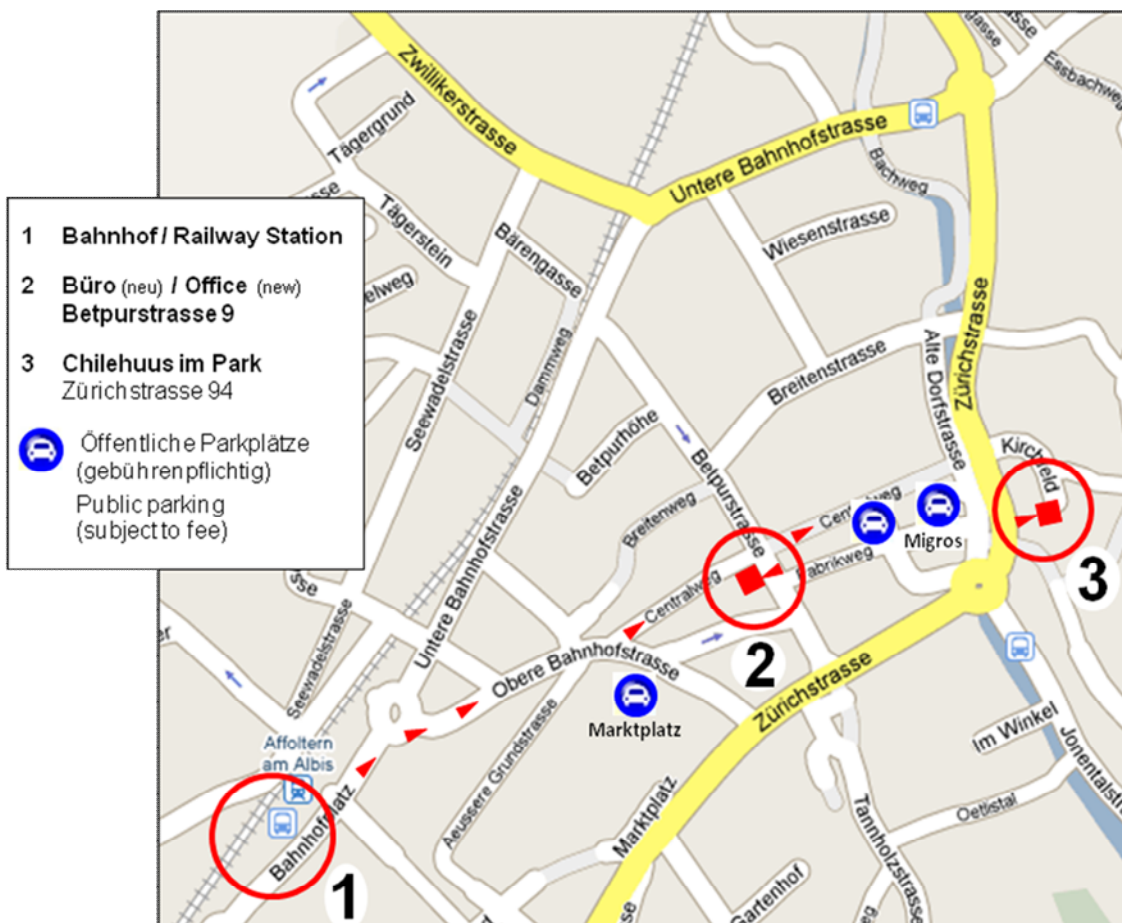 1 Bahnhof / Railway Station
2 Büro (neu) / Office (new)
Betpurstrasse 9
3 Chilehuus im Park
Zürichstrasse 94
Öffentliche Parkplätze
(gebührenpflichtig)
Public parking
(subject to fee)
Zwillikerstrasse
Tägergrund
Tägerstein
Bärengasse
Untere Bahnhofstrasse
Bachweg
Essbachweg
Wiesenstrasse
Seewadelstrasse
Dammweg
Zürichstrasse
Alte Dorfstrasse
Breitenstrasse
Betpurhöhe
Betpurstrasse
Kirchfeld
Breitenweg
Untere Bahnhofstrasse
Migros
3
Centralweg
2
Obere Bahnhofstrasse
Seewadelstrasse
Marktplatz
Zürichstrasse
Aeussere Grundstrasse
Affoltern
am Albis
Im Winkel
Bahnhofplatz
1
Marktplatz
Oetlistal
Tannholzstrasse
Gartenhof